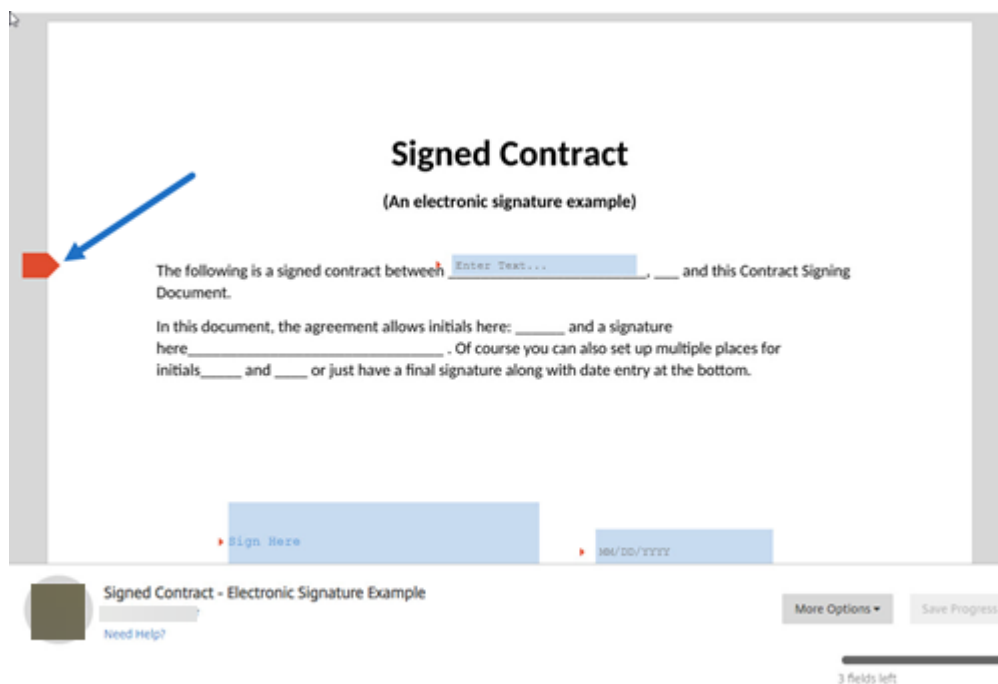 Signed Contract
(An electronic signature example)
Enter Text...
The following is a signed contract between ________________________, ___ and this Contract Signing
Document.
In this document, the agreement allows initials here: ______ and a signature
here_______________________________ . Of course you can also set up multiple places for
initials_____ and ____ or just have a final signature along with date entry at the bottom.
Sign Here
MM/DD/YYYY
Signed Contract - Electronic Signature Example
Need Help?
More Options
Save Progress
3 fields left